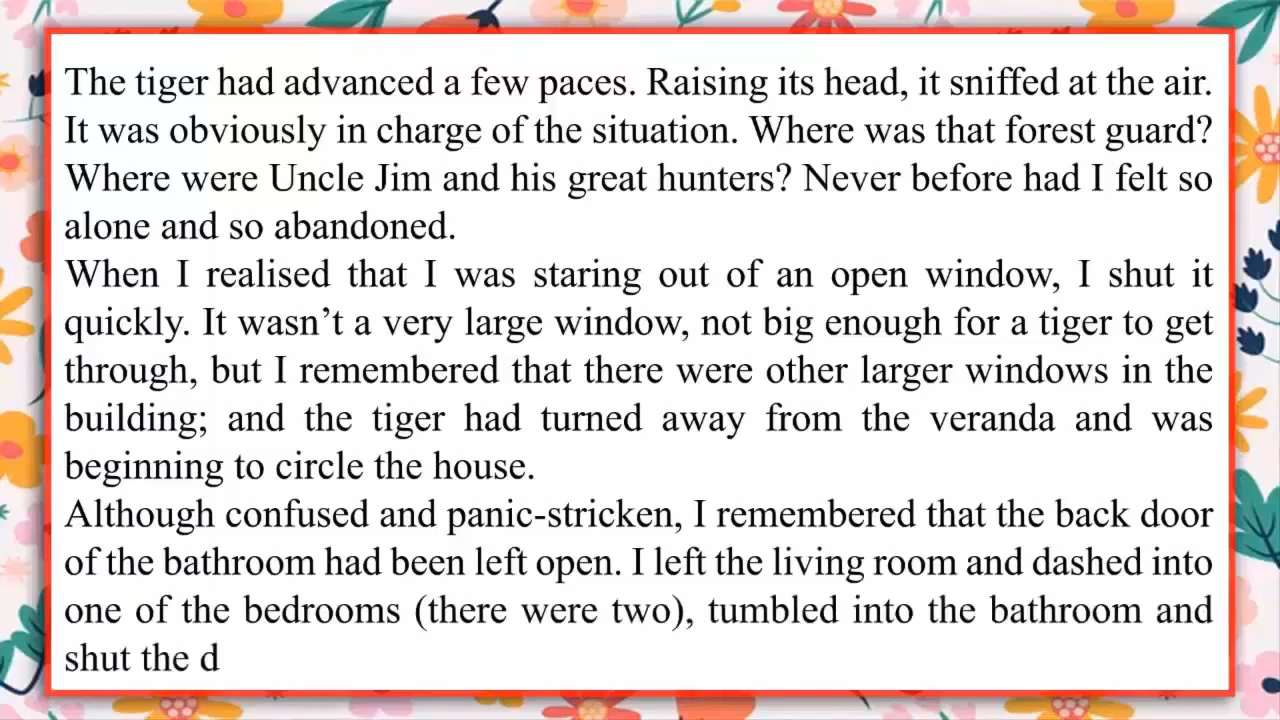 The tiger had advanced a few paces. Raising its head, it sniffed at the air.
It was obviously in charge of the situation. Where was that forest guard?
Where were Uncle Jim and his great hunters? Never before had I felt so
alone and so abandoned.
When I realised that I was staring out of an open window, I shut it
quickly. It wasn’t a very large window, not big enough for a tiger to get
through, but I remembered that there were other larger windows in the
building; and the tiger had turned away from the veranda and was
beginning to circle the house.
Although confused and panic-stricken, I remembered that the back door
of the bathroom had been left open. I left the living room and dashed into
one of the bedrooms (there were two), tumbled into the bathroom and
shut the d